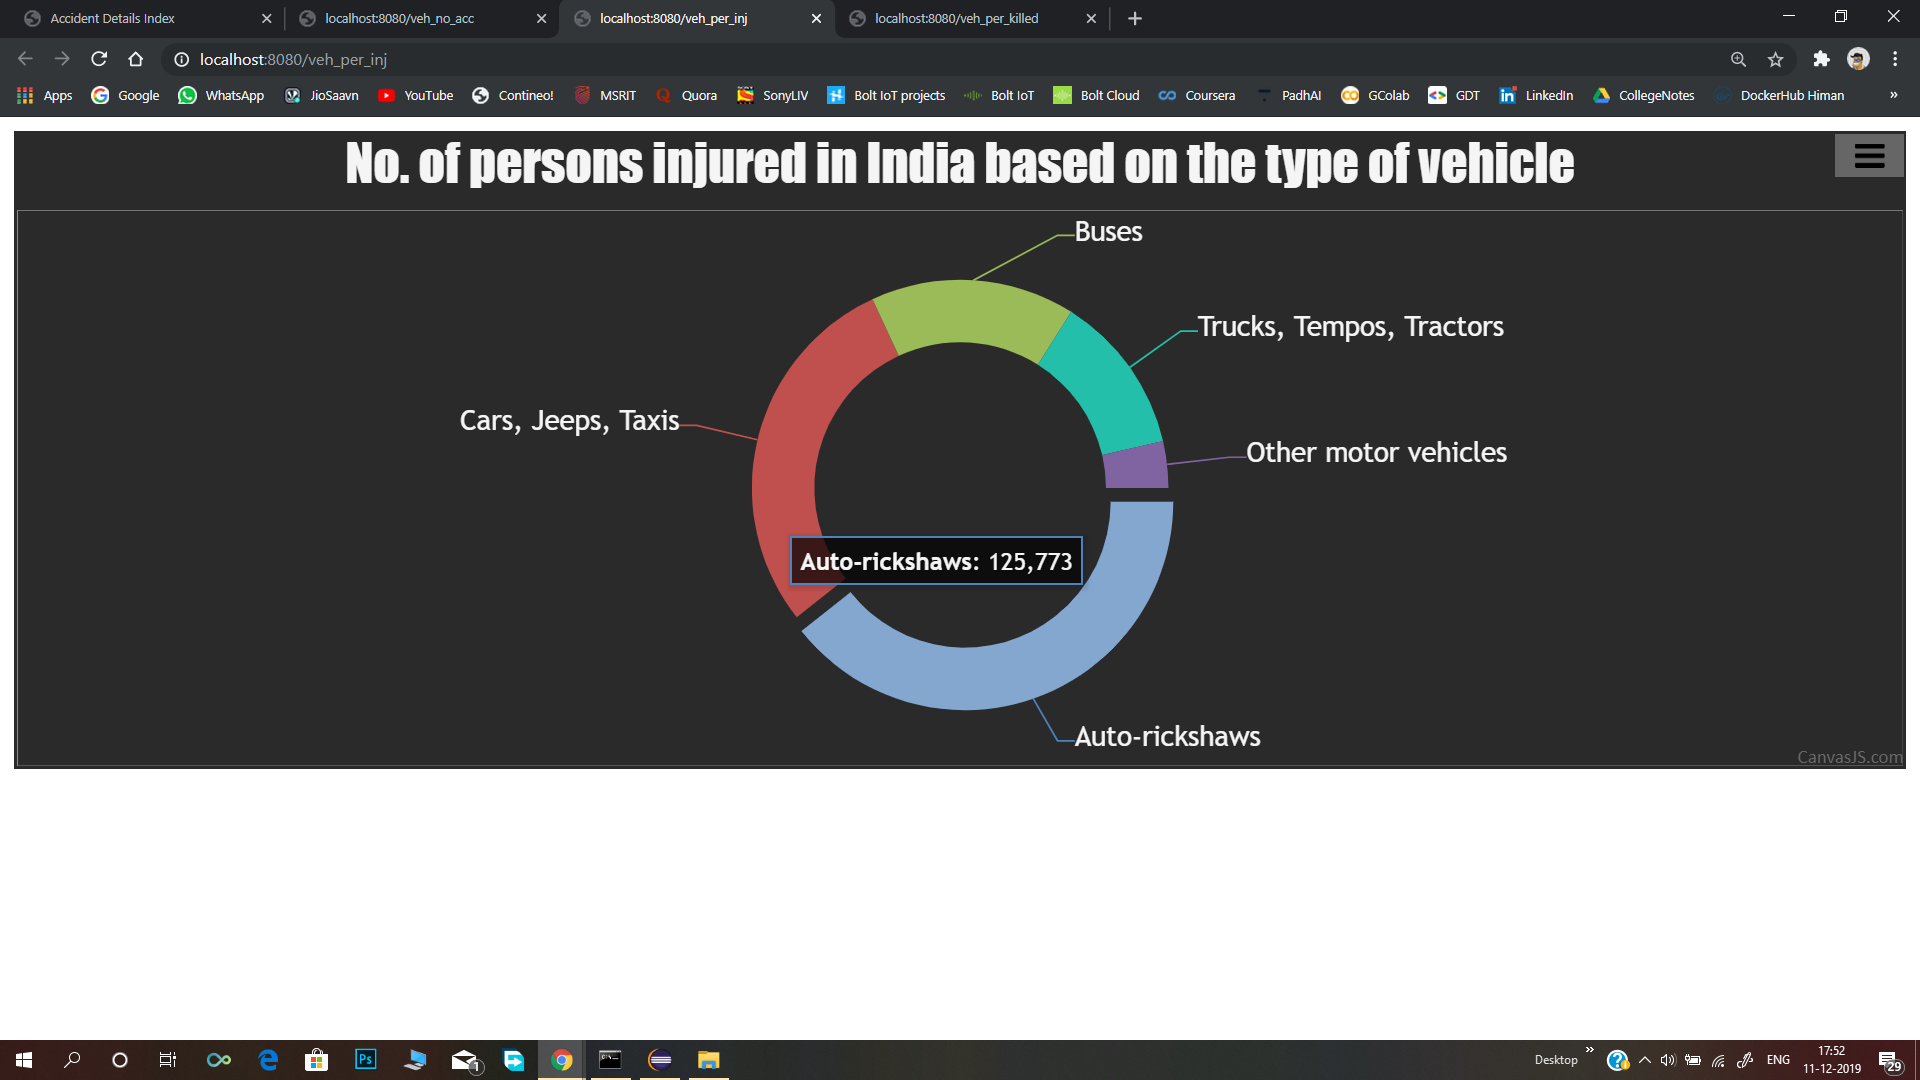 Accident Details Index
localhost:8080/veh_no_acc
localhost:8080/veh_per_inj
localhost:8080/veh_per_killed
localhost:8080/veh_per_inj
Apps Google WhatsApp JioSaavn YouTube Contineo! MSRIT Quora SonyLIV Bolt IoT projects Bolt IoT Bolt Cloud Coursera PadhAI GColab GDT LinkedIn CollegeNotes DockerHub Himan »
No. of persons injured in India based on the type of vehicle
Buses
Trucks, Tempos, Tractors
Cars, Jeeps, Taxis
Other motor vehicles
Auto-rickshaws: 125,773
Auto-rickshaws
CanvasJS.com
Desktop » ENG
17:52
11-12-2019
29
Ps
1